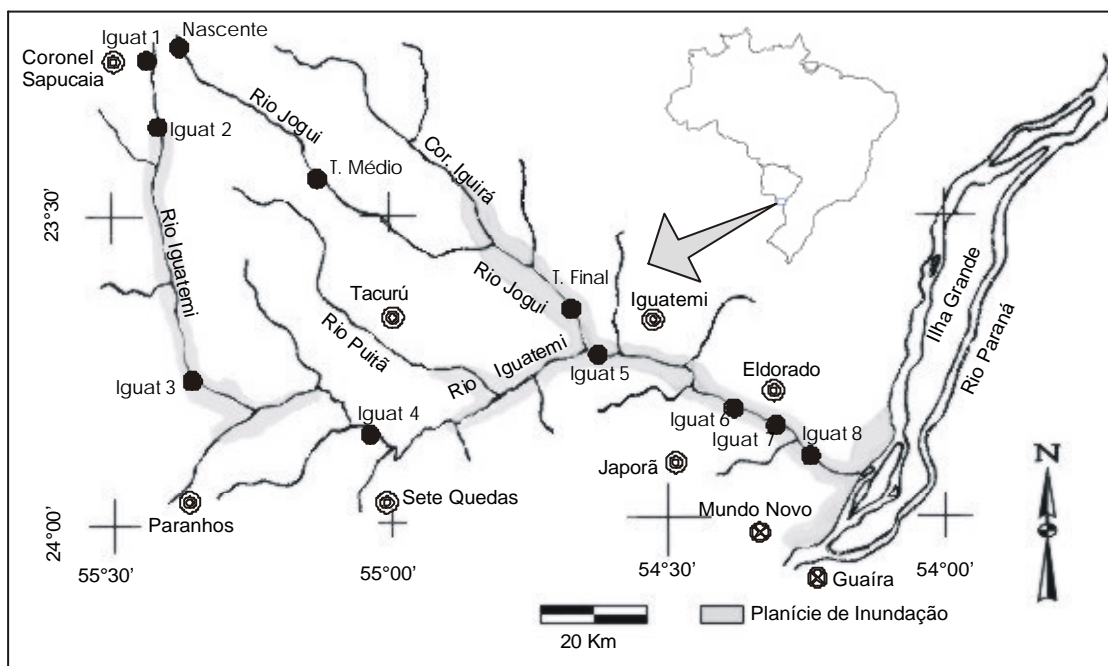 Nascente
Iguat 1
Coronel
Sapucaia
Iguat 2
Rio Jogui
T. Médio
Cor. Iguirá
23°30'
Rio Iguatemi
Tacurú
Rio Puitã
Rio Jogui
T. Final
Iguatemi
Ilha Grande
Rio Paraná
Iguat 3
Rio Iguatemi
Iguat 5
Eldorado
Iguat 4
Iguat 6
Iguat 7
Iguat 8
Japorã
N
Paranhos
Sete Quedas
Mundo Novo
24°00'
55°30'
55°00'
54°30'
54°00'
Guaíra
20 Km
Planície de Inundação